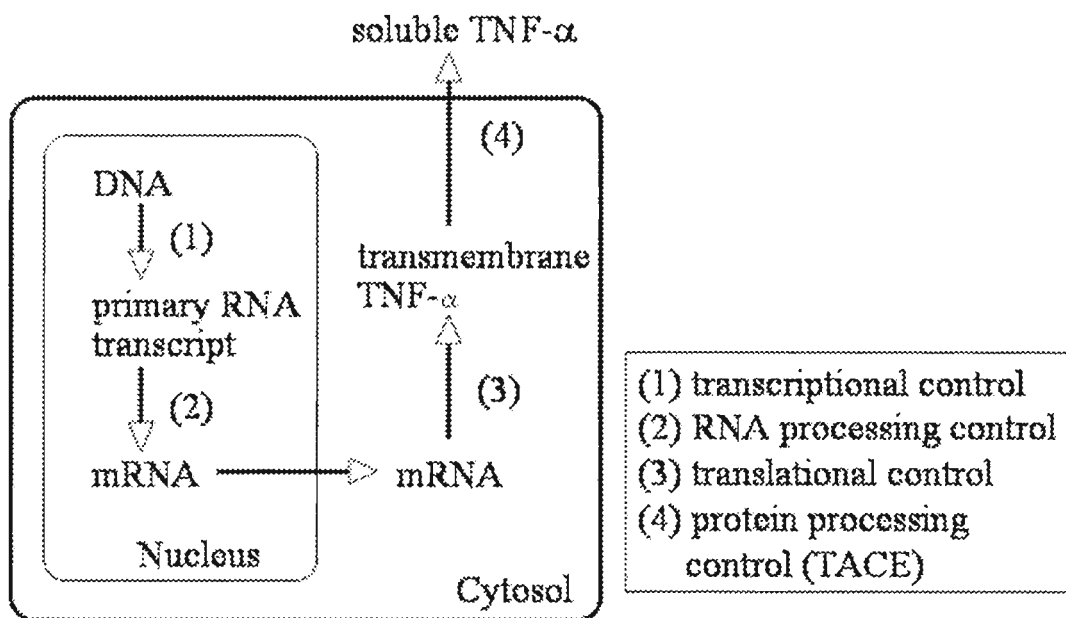 soluble TNF-α
(4)
DNA
(1)
primary RNA
transcript
(2)
mRNA
Nucleus
transmembrane
TNF-α
(3)
mRNA
Cytosol
(1) transcriptional control
(2) RNA processing control
(3) translational control
(4) protein processing
control (TACE)